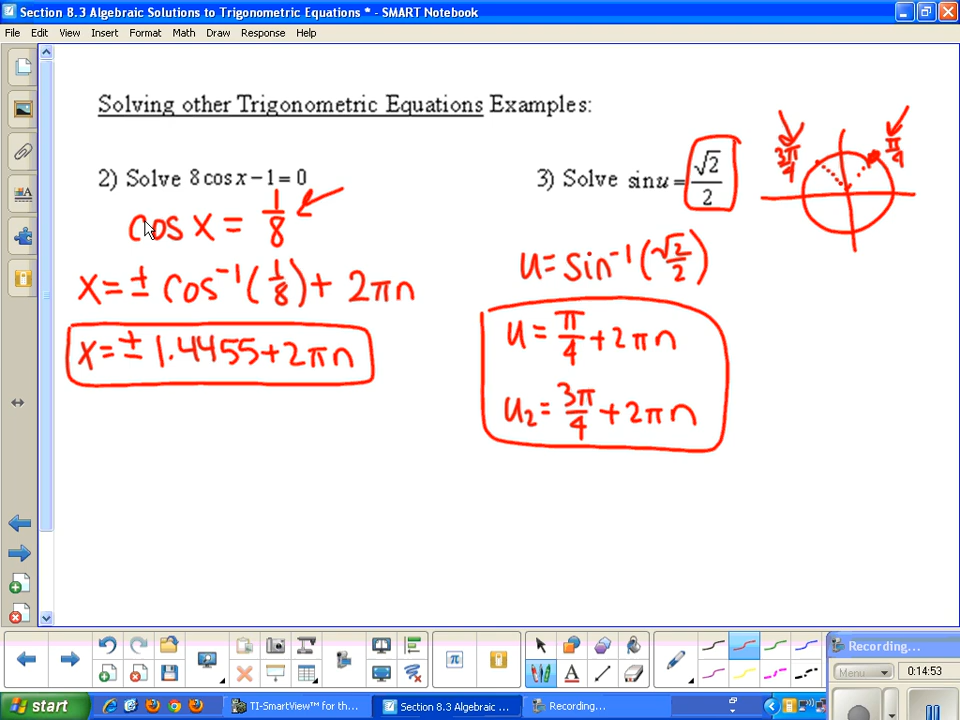 Section 8.3 Algebraic Solutions to Trigonometric Equations * - SMART Notebook
File Edit View Insert Format Math Draw Response Help
Solving other Trigonometric Equations Examples:
2) Solve 8 cos x − 1 = 0
cos x = 1/8
x = ± cos⁻¹(1/8) + 2πn
x = ± 1.4455 + 2πn
3) Solve sin u = √2/2
3π/4
π/4
u = sin⁻¹(√2/2)
u = π/4 + 2πn
u₂ = 3π/4 + 2πn
π
A
Recording...
Menu
0:14:53
start
TI-SmartView™ for th...
Section 8.3 Algebraic ...
Recording...